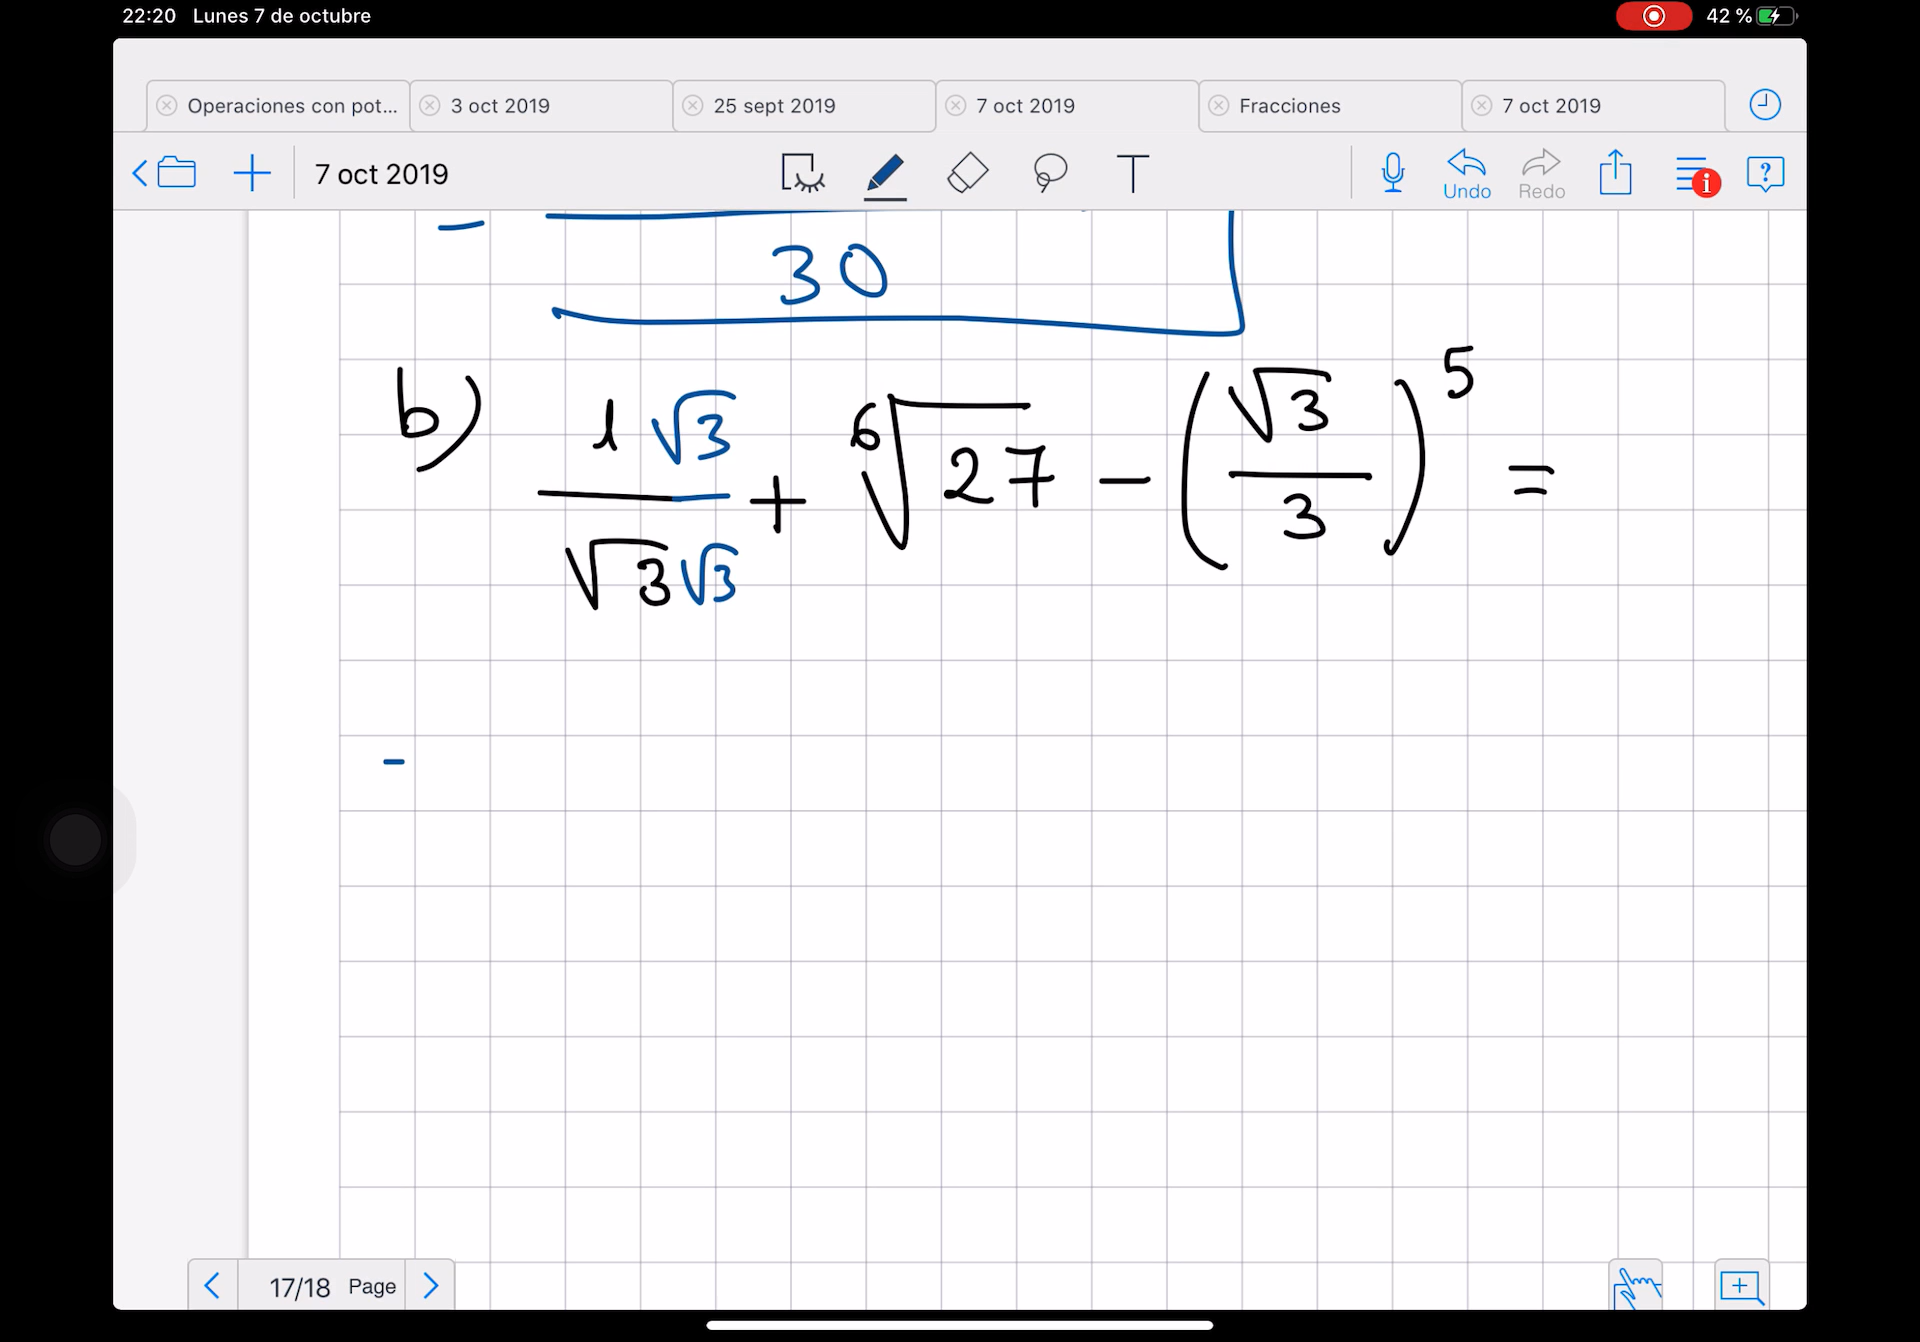 22:20 Lunes 7 de octubre 42 %
Operaciones con pot... 3 oct 2019 25 sept 2019 7 oct 2019 Fracciones 7 oct 2019
7 oct 2019 T Undo Redo i ?
- 30
b) 1√3/√3√3 + ⁶√27 - (√3/3)⁵ =
-
17/18 Page